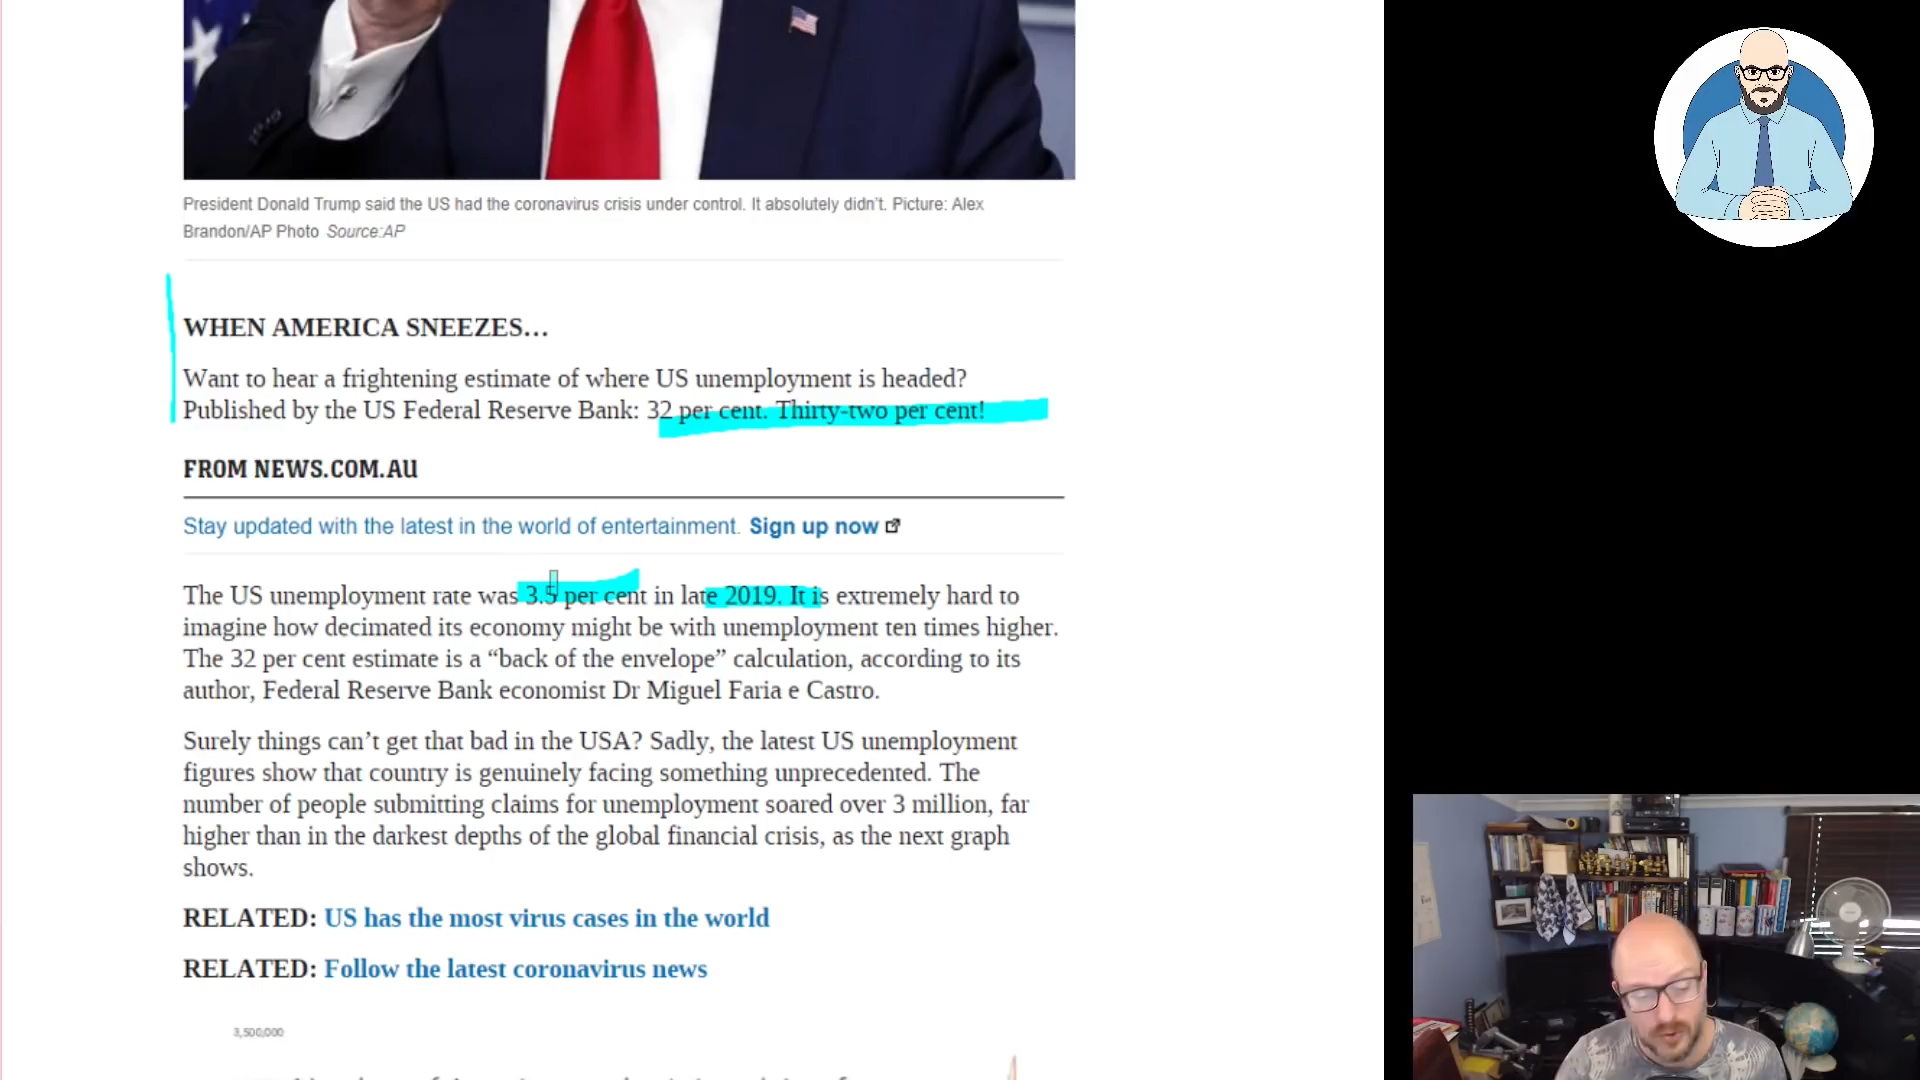 President Donald Trump said the US had the coronavirus crisis under control. It absolutely didn't. Picture: Alex
Brandon/AP Photo Source:AP
WHEN AMERICA SNEEZES…
Want to hear a frightening estimate of where US unemployment is headed?
Published by the US Federal Reserve Bank: 32 per cent. Thirty-two per cent!
FROM NEWS.COM.AU
Stay updated with the latest in the world of entertainment. Sign up now
The US unemployment rate was 3.5 per cent in late 2019. It is extremely hard to
imagine how decimated its economy might be with unemployment ten times higher.
The 32 per cent estimate is a “back of the envelope” calculation, according to its
author, Federal Reserve Bank economist Dr Miguel Faria e Castro.
Surely things can’t get that bad in the USA? Sadly, the latest US unemployment
figures show that country is genuinely facing something unprecedented. The
number of people submitting claims for unemployment soared over 3 million, far
higher than in the darkest depths of the global financial crisis, as the next graph
shows.
RELATED: US has the most virus cases in the world
RELATED: Follow the latest coronavirus news
3,500,000